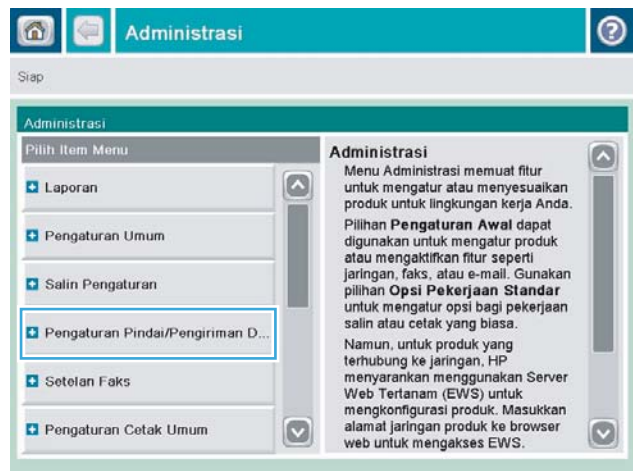 Administrasi
?
Siap
Administrasi
Pilih Item Menu
Laporan
Pengaturan Umum
Salin Pengaturan
Pengaturan Pindai/Pengiriman D...
Setelan Faks
Pengaturan Cetak Umum
Administrasi
Menu Administrasi memuat fitur
untuk mengatur atau menyesuaikan
produk untuk lingkungan kerja Anda.
Pilihan Pengaturan Awal dapat
digunakan untuk mengatur produk
atau mengaktifkan fitur seperti
jaringan, faks, atau e-mail. Gunakan
pilihan Opsi Pekerjaan Standar
untuk mengatur opsi bagi pekerjaan
salin atau cetak yang biasa.
Namun, untuk produk yang
terhubung ke jaringan, HP
menyarankan menggunakan Server
Web Tertanam (EWS) untuk
mengkonfigurasi produk. Masukkan
alamat jaringan produk ke browser
web untuk mengakses EWS.